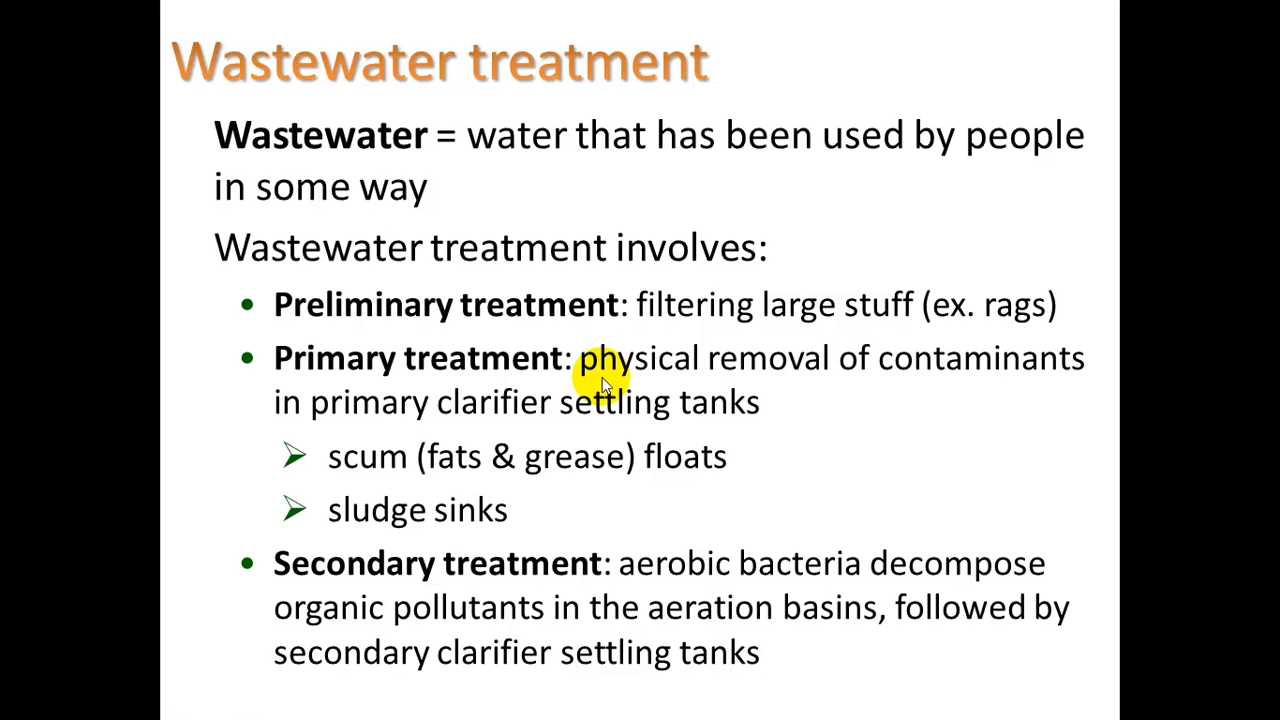 Wastewater treatment
Wastewater = water that has been used by people
in some way
Wastewater treatment involves:
• Preliminary treatment: filtering large stuff (ex. rags)
• Primary treatment: physical removal of contaminants
in primary clarifier settling tanks
➢ scum (fats & grease) floats
➢ sludge sinks
• Secondary treatment: aerobic bacteria decompose
organic pollutants in the aeration basins, followed by
secondary clarifier settling tanks